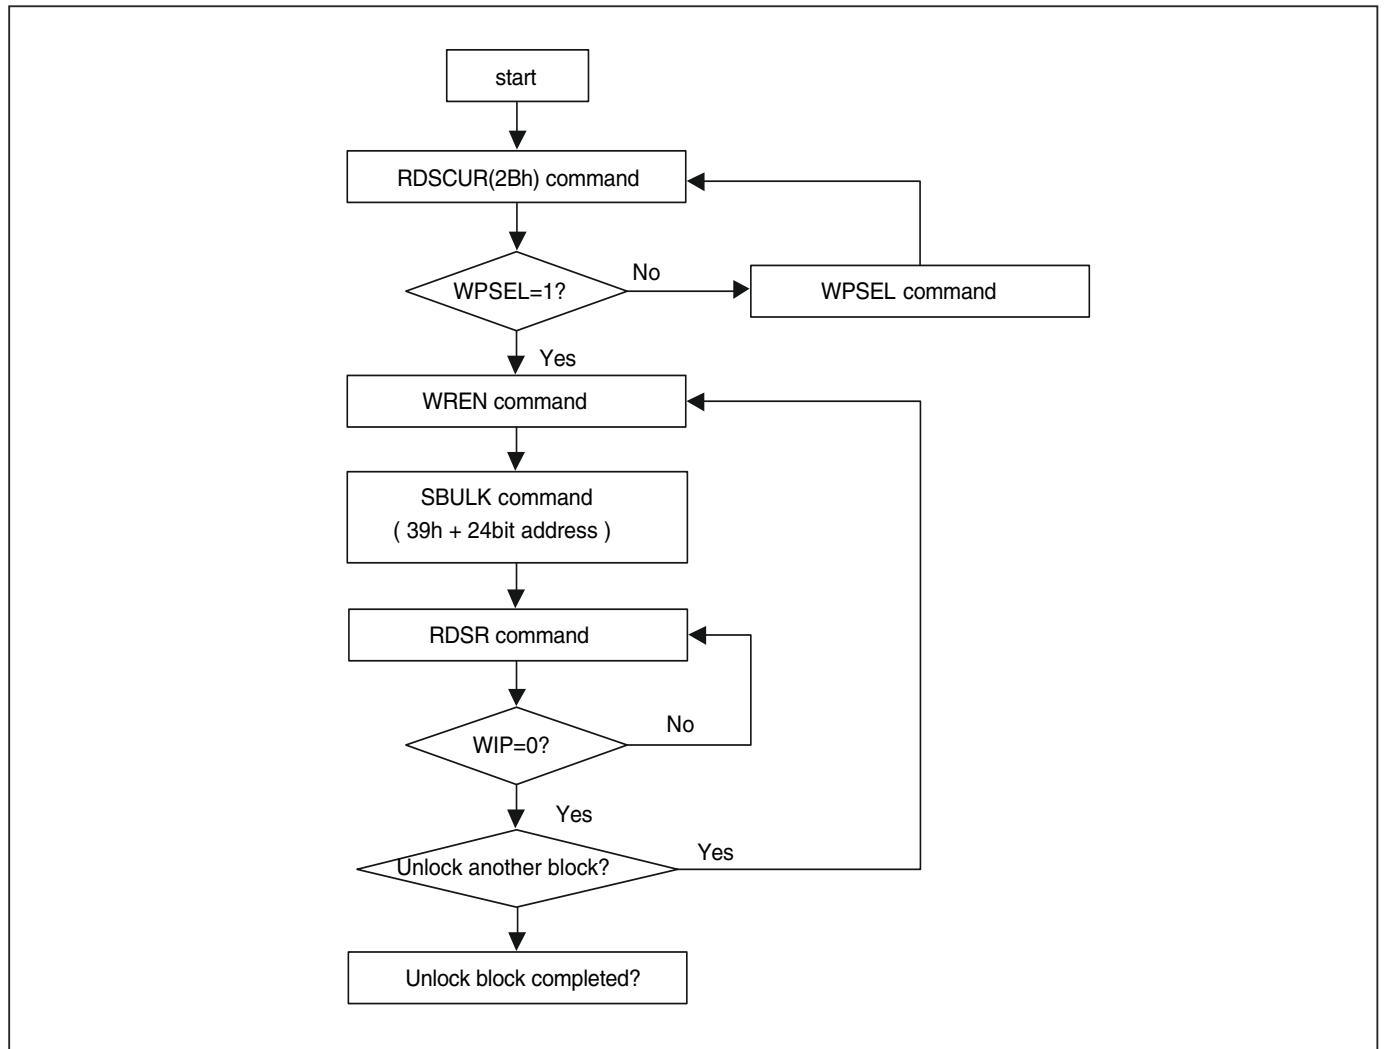 start
RDSCUR(2Bh) command
WPSEL=1?
No
WPSEL command
Yes
WREN command
SBULK command
( 39h + 24bit address )
RDSR command
WIP=0?
No
Yes
Unlock another block?
Yes
Unlock block completed?